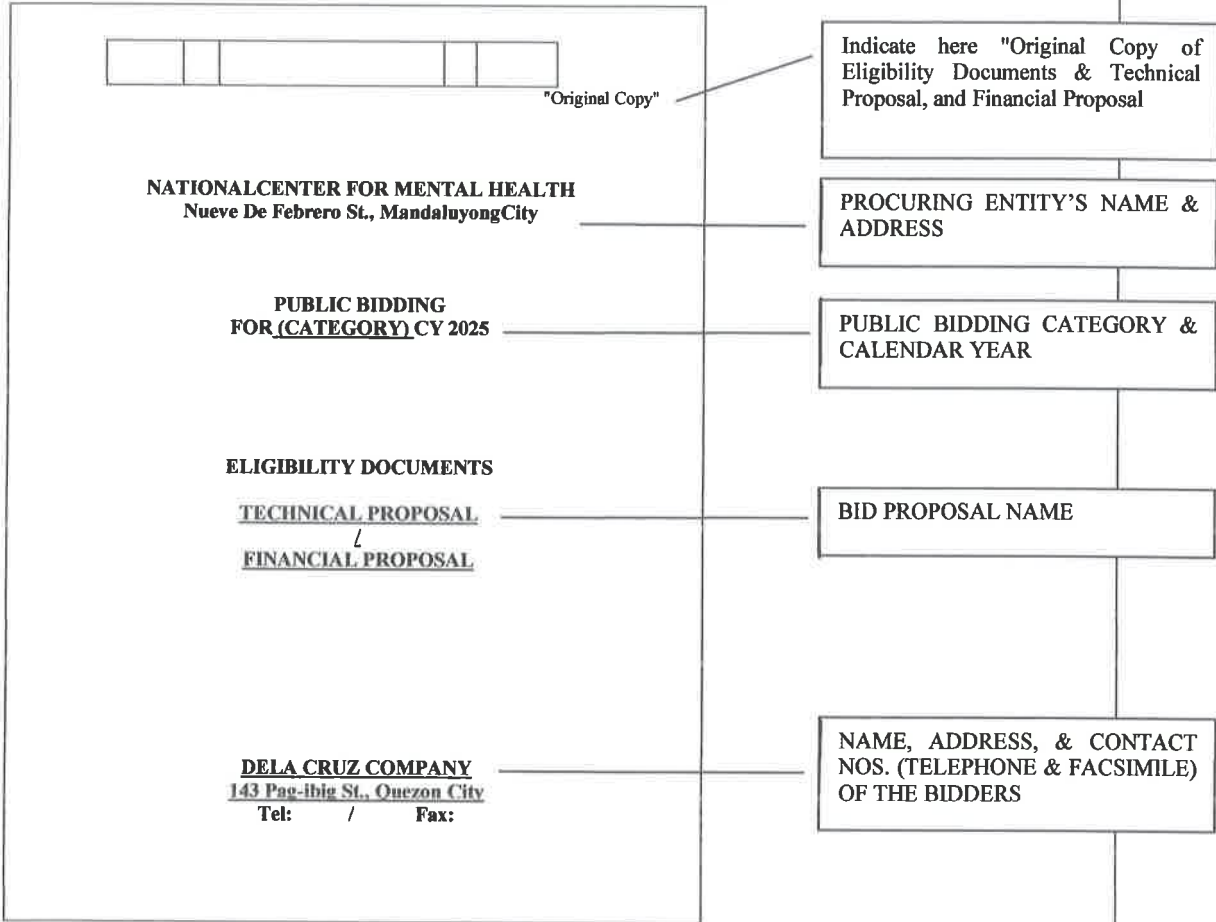 "Original Copy"
Indicate here "Original Copy of
Eligibility Documents & Technical
Proposal, and Financial Proposal
NATIONALCENTER FOR MENTAL HEALTH
Nueve De Febrero St., MandaluyongCity
PROCURING ENTITY'S NAME &
ADDRESS
PUBLIC BIDDING
FOR (CATEGORY) CY 2025
PUBLIC BIDDING CATEGORY &
CALENDAR YEAR
ELIGIBILITY DOCUMENTS
TECHNICAL PROPOSAL
/
FINANCIAL PROPOSAL
BID PROPOSAL NAME
DELA CRUZ COMPANY
143 Pag-ibig St., Quezon City
Tel: / Fax:
NAME, ADDRESS, & CONTACT
NOS. (TELEPHONE & FACSIMILE)
OF THE BIDDERS